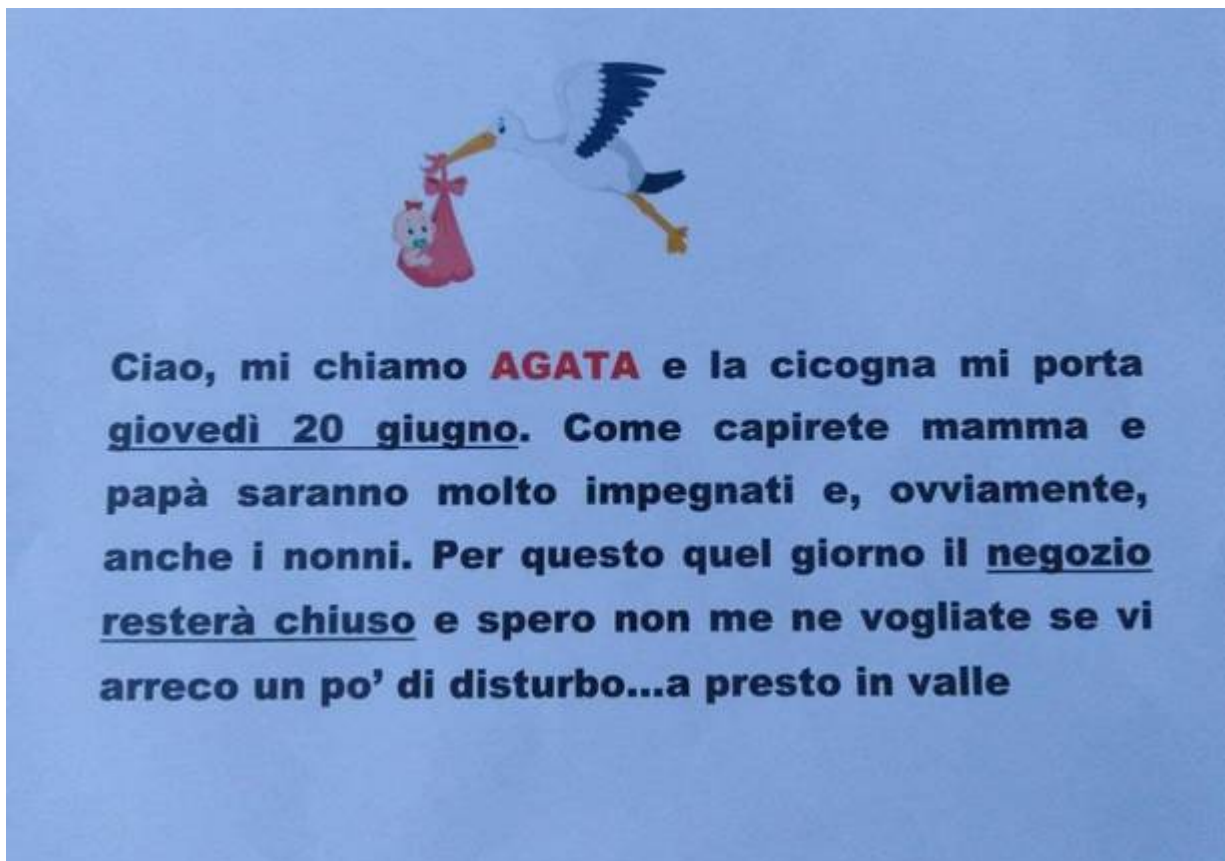 Ciao, mi chiamo AGATA e la cicogna mi porta
giovedì 20 giugno. Come capirete mamma e
papà saranno molto impegnati e, ovviamente,
anche i nonni. Per questo quel giorno il negozio
resterà chiuso e spero non me ne vogliate se vi
arreco un po’ di disturbo...a presto in valle